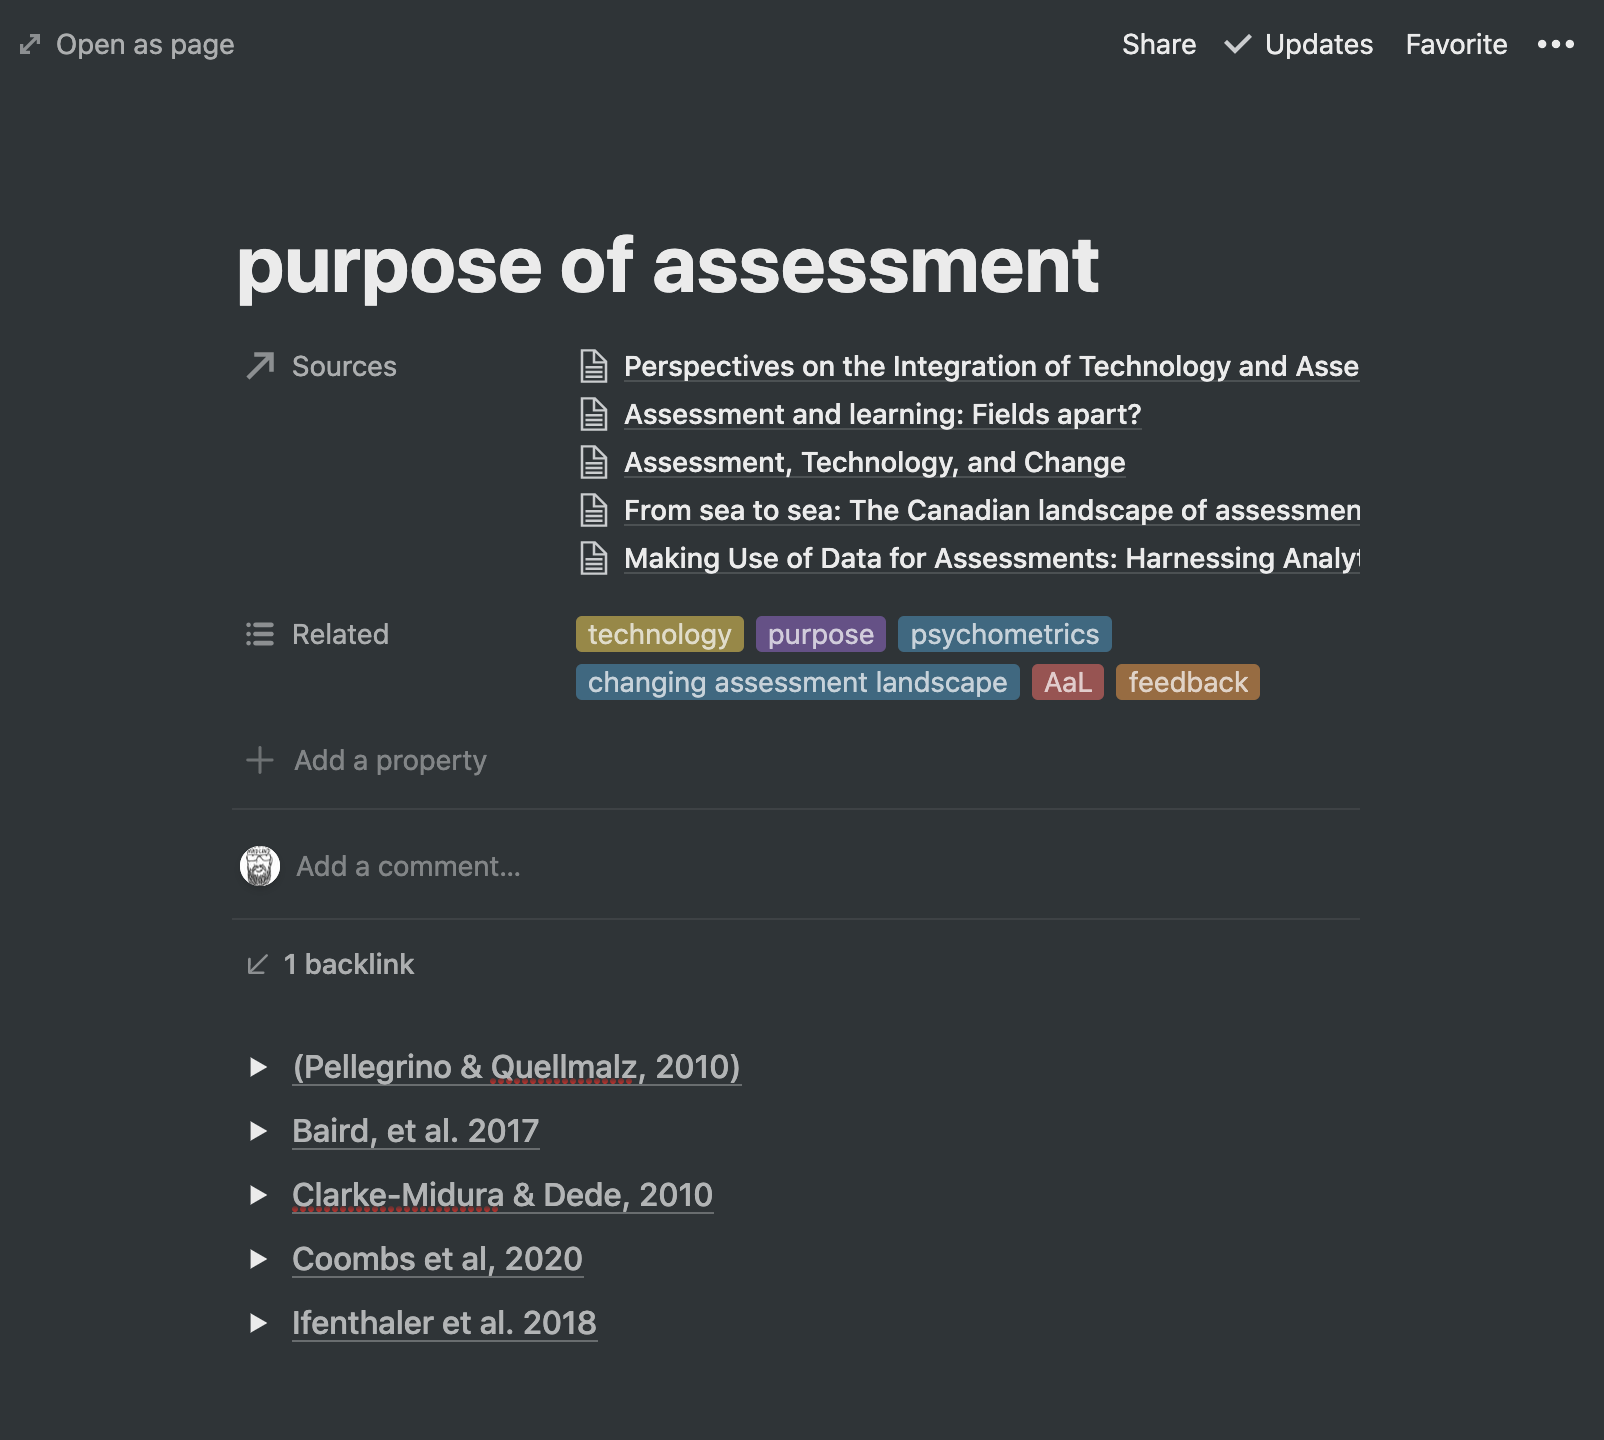 Open as page
Share Updates Favorite
purpose of assessment
Sources
Perspectives on the Integration of Technology and Asse
Assessment and learning: Fields apart?
Assessment, Technology, and Change
From sea to sea: The Canadian landscape of assessmen
Making Use of Data for Assessments: Harnessing Analyt
Related
technology purpose psychometrics
changing assessment landscape AaL feedback
Add a property
Add a comment...
1 backlink
(Pellegrino & Quellmalz, 2010)
Baird, et al. 2017
Clarke-Midura & Dede, 2010
Coombs et al, 2020
Ifenthaler et al. 2018